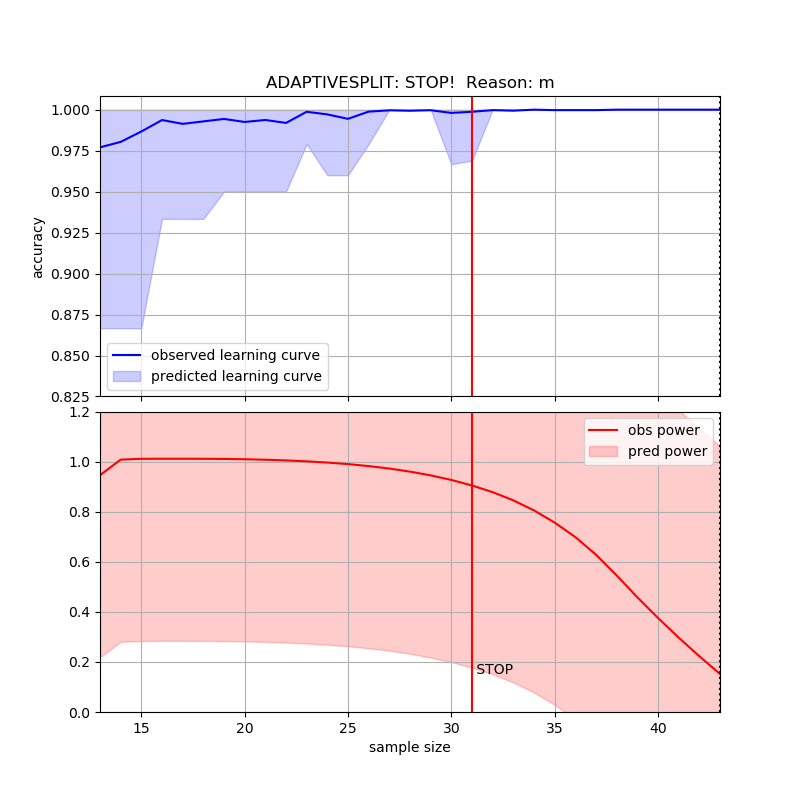 ADAPTIVESPLIT: STOP!  Reason: m
1.000
0.975
0.950
0.925
0.900
0.875
0.850
0.825
accuracy
observed learning curve
predicted learning curve
1.2
1.0
0.8
0.6
0.4
0.2
0.0
obs power
pred power
STOP
15 20 25 30 35 40
sample size